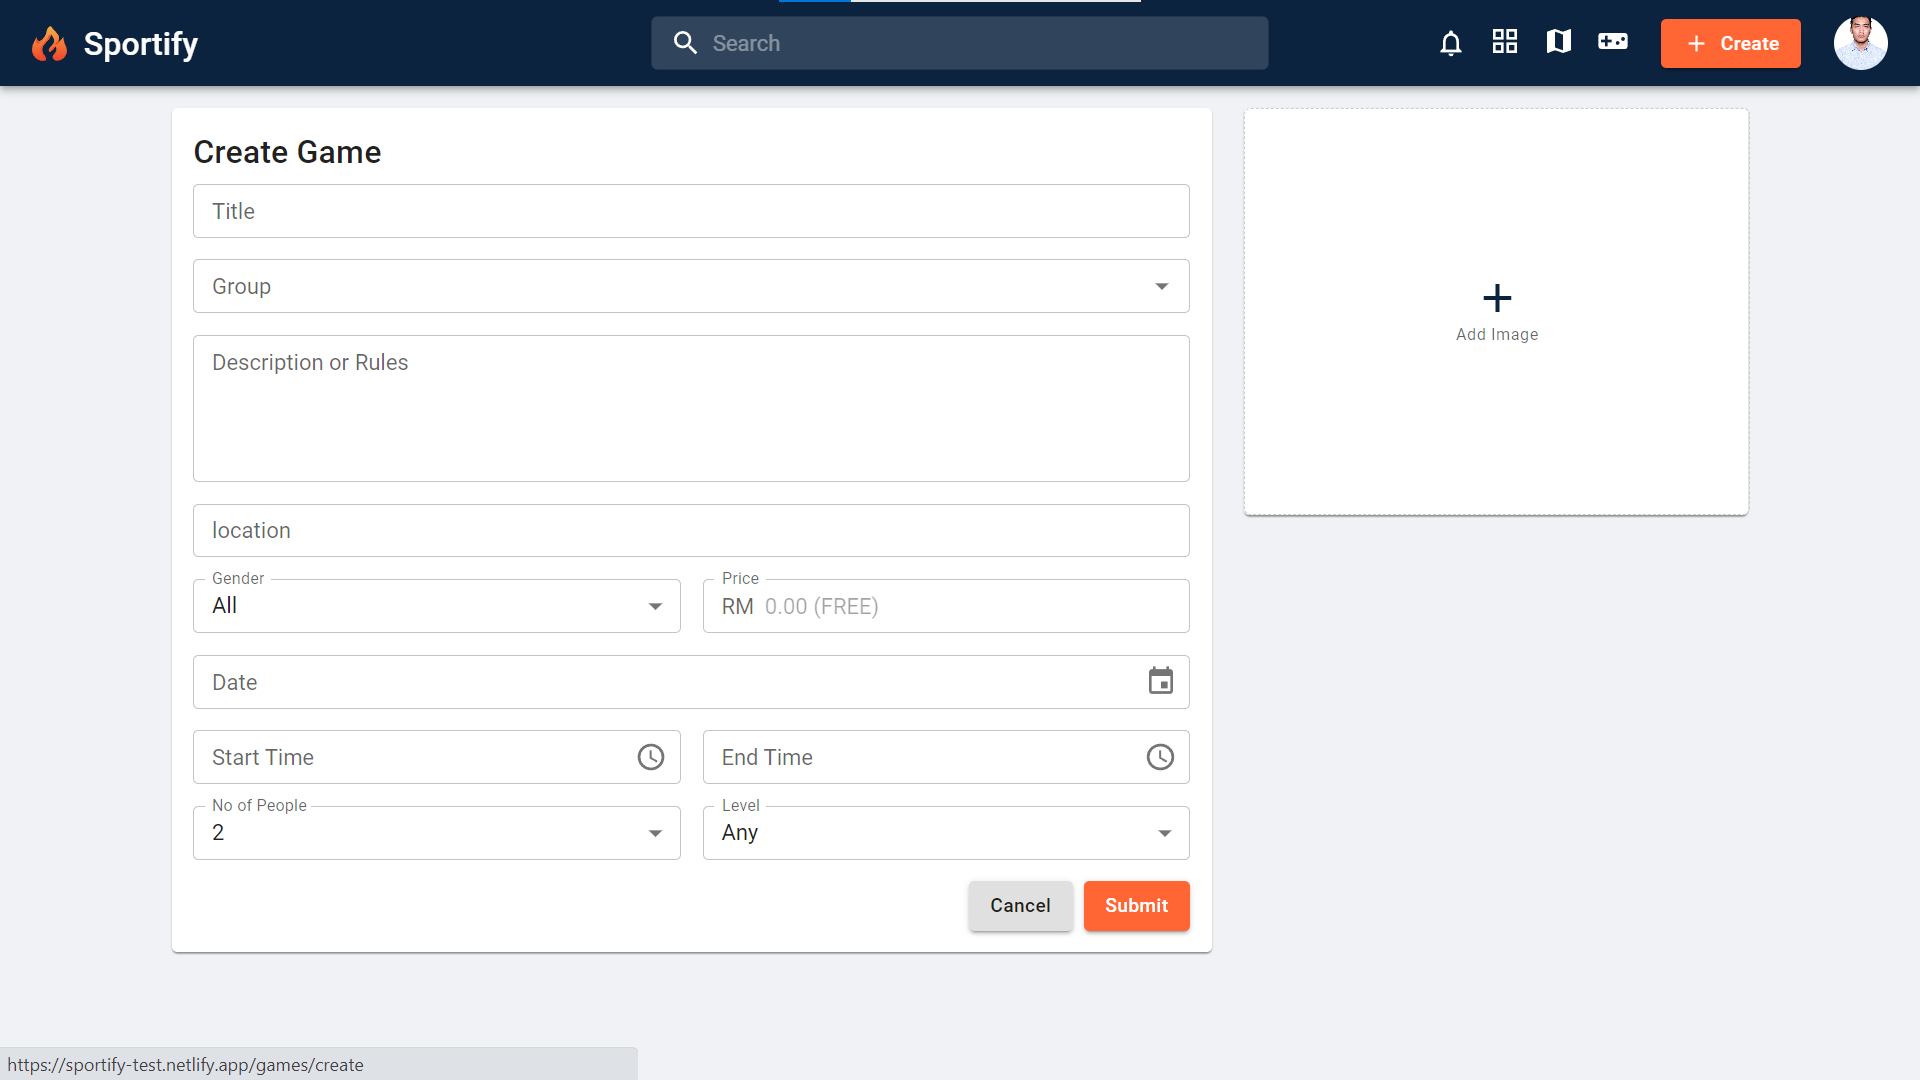 Sportify
Search
Create
Create Game
Title
Group
Description or Rules
location
Gender
All
Price
RM 0.00 (FREE)
Date
Start Time
End Time
No of People
2
Level
Any
Cancel
Submit
Add Image
https://sportify-test.netlify.app/games/create